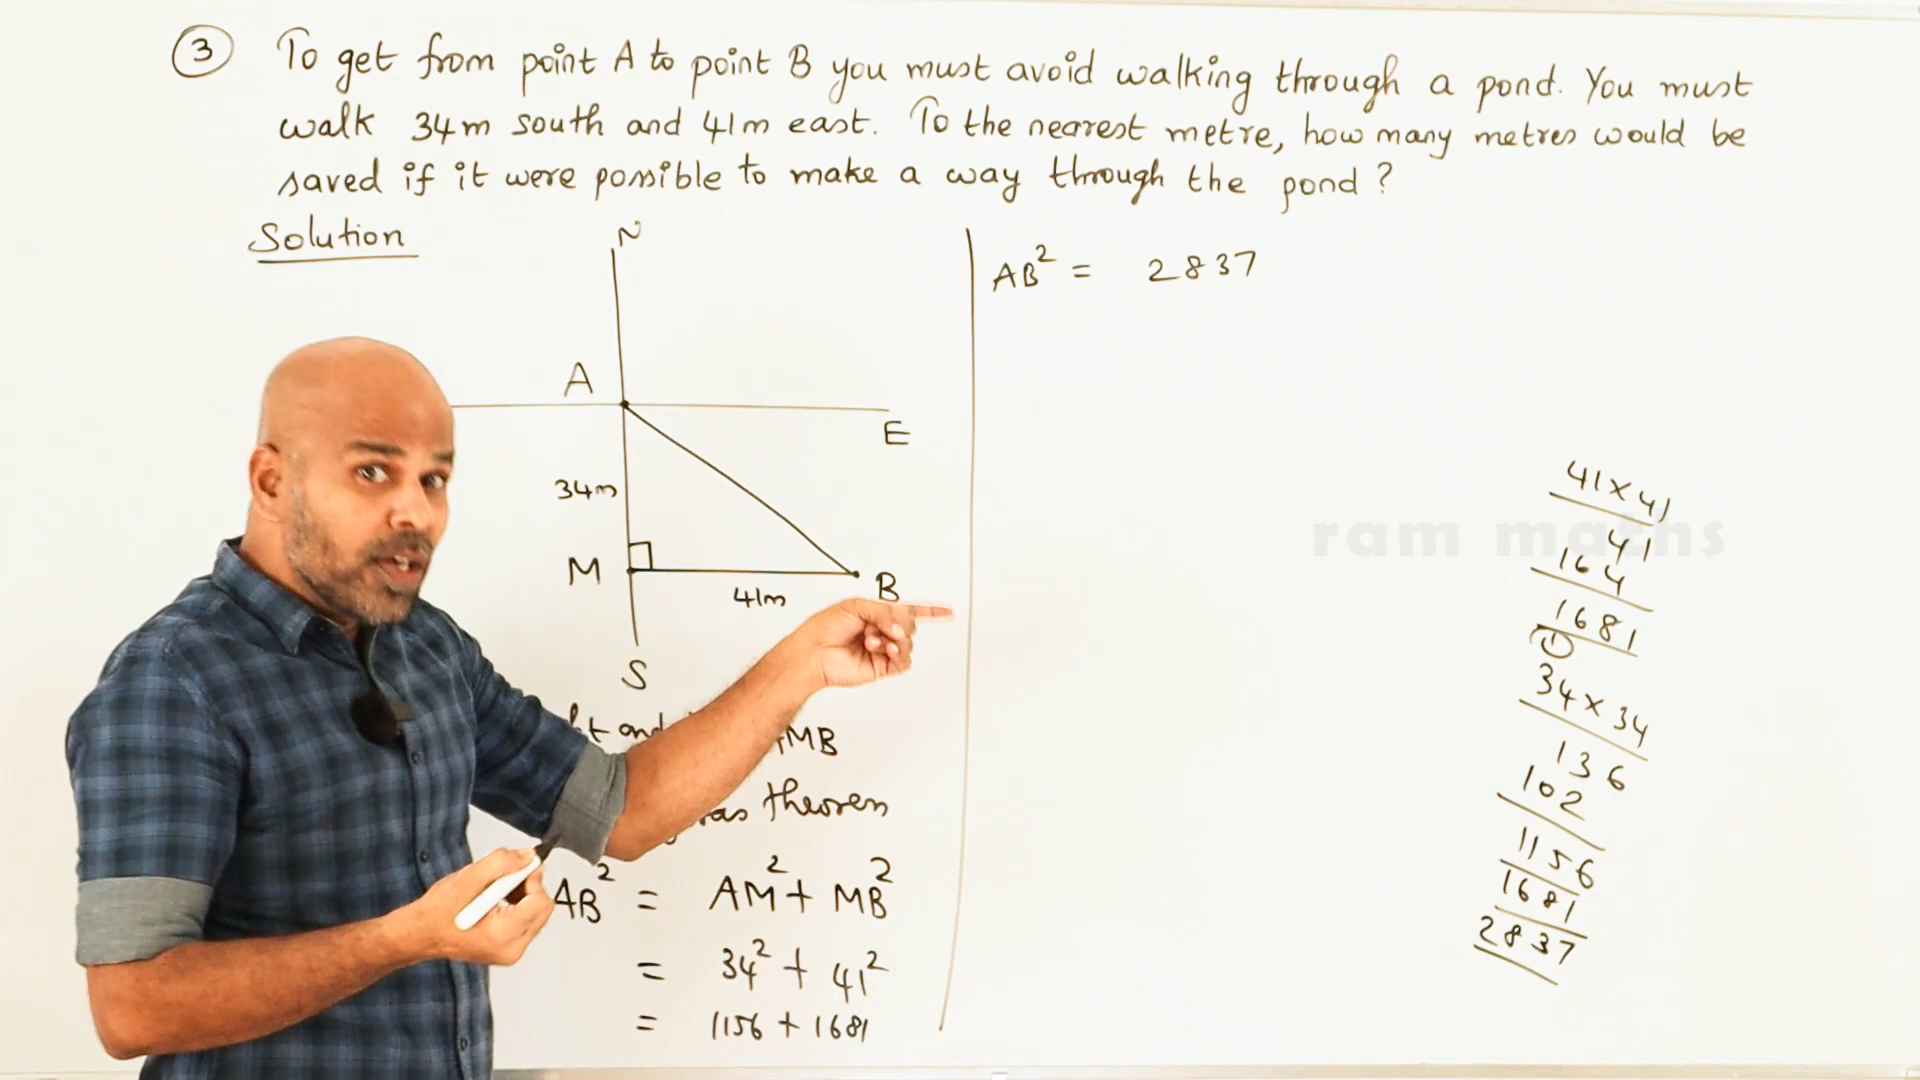 3 To get from point A to point B you must avoid walking through a pond. You must
walk 34m south and 41m east. To the nearest metre, how many metres would be
saved if it were possible to make a way through the pond?
Solution
N
A
E
34m
M
41m
B
S
MB
theorem
AB² = AM² + MB²
= 34² + 41²
= 1156 + 1681
AB² = 2837
ram maths
41 × 41
41
164
1681
1
34 × 34
136
102
1156
1681
2837